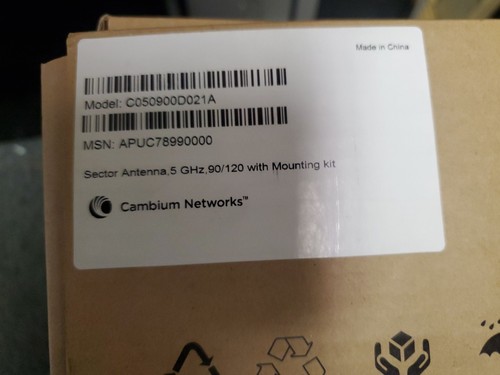 Made in China
Model: C050900D021A
MSN: APUC78990000
Sector Antenna,5 GHz,90/120 with Mounting kit
Cambium Networks™